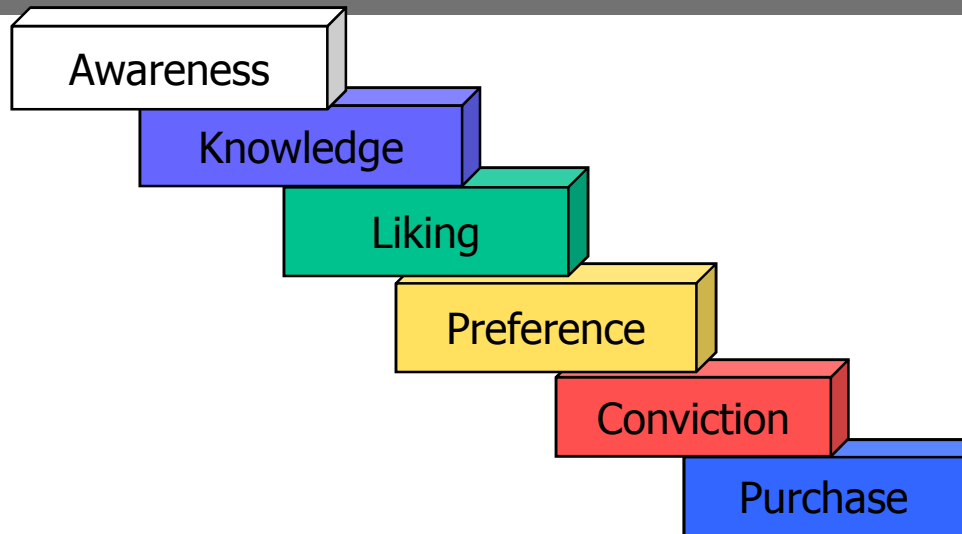 Awareness
Knowledge
Liking
Preference
Conviction
Purchase